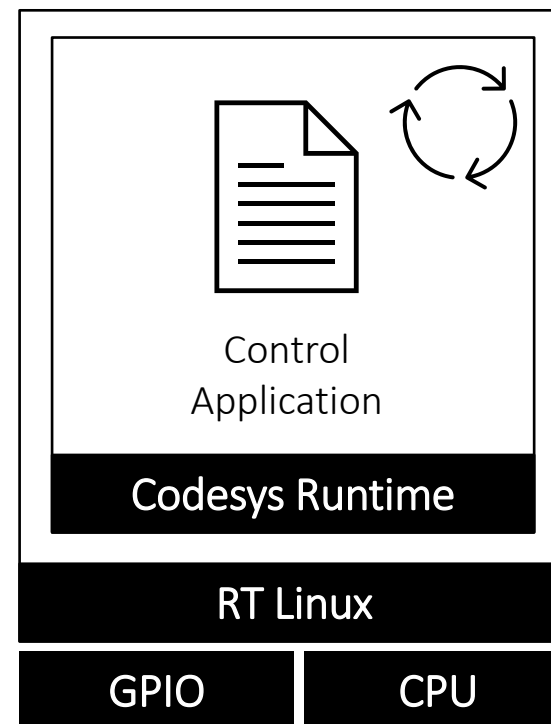 Control
Application
Codesys Runtime
RT Linux
GPIO
CPU